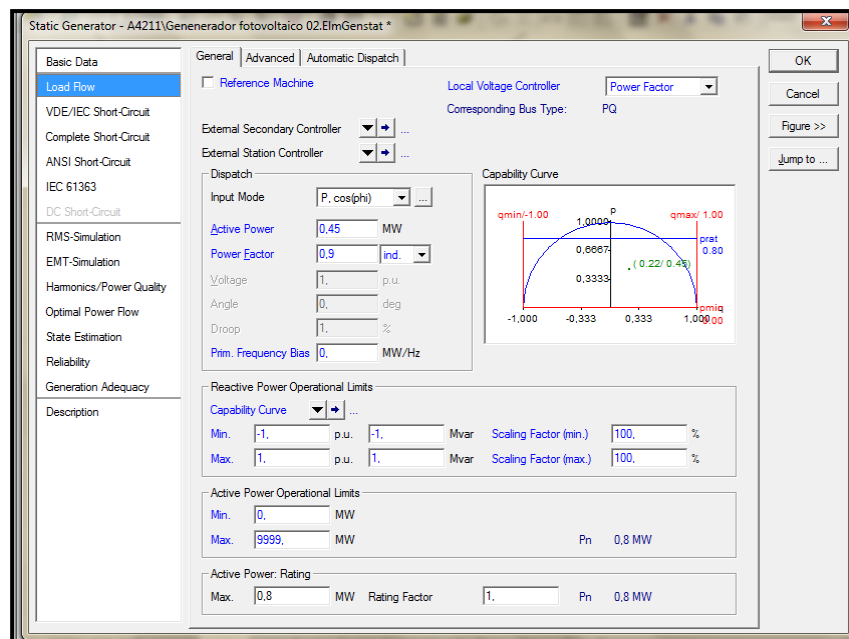 Static Generator - A4211\Genenerador fotovoltaico 02.ElmGenstat *
Basic Data
Load Flow
VDE/IEC Short-Circuit
Complete Short-Circuit
ANSI Short-Circuit
IEC 61363
DC Short-Circuit
RMS-Simulation
EMT-Simulation
Harmonics/Power Quality
Optimal Power Flow
State Estimation
Reliability
Generation Adequacy
Description
General Advanced Automatic Dispatch
Reference Machine
Local Voltage Controller Power Factor
Corresponding Bus Type: PQ
External Secondary Controller ...
External Station Controller ...
Dispatch
Input Mode P, cos(phi) ...
Active Power 0,45 MW
Power Factor 0,9 ind.
Voltage 1, p.u.
Angle 0, deg
Droop 1, %
Prim. Frequency Bias 0, MW/Hz
Capability Curve
qmin/-1.00 p qmax/ 1.00
1,0000
prat
0.80
0,6667
( 0.22/ 0.45)
0,3333
pmin
0.00
-1,000 -0,333 0,333 1,000
Reactive Power Operational Limits
Capability Curve ...
Min. -1, p.u. -1, Mvar Scaling Factor (min.) 100, %
Max. 1, p.u. 1, Mvar Scaling Factor (max.) 100, %
Active Power Operational Limits
Min. 0, MW
Max. 9999, MW Pn 0,8 MW
Active Power: Rating
Max. 0,8 MW Rating Factor 1, Pn 0,8 MW
OK
Cancel
Figure >>
Jump to ...